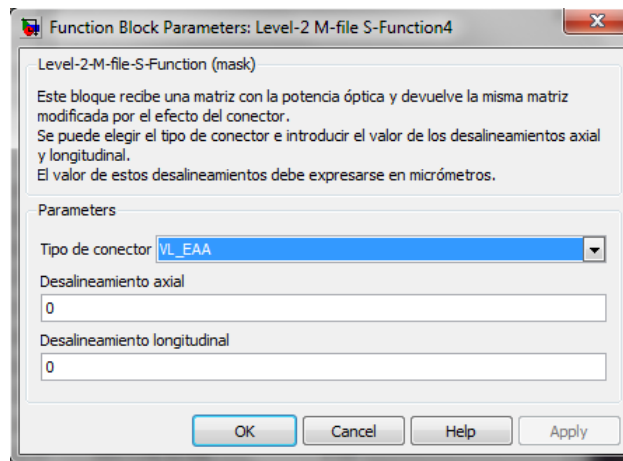 Function Block Parameters: Level-2 M-file S-Function4
Level-2-M-file-S-Function (mask)
Este bloque recibe una matriz con la potencia óptica y devuelve la misma matriz
modificada por el efecto del conector.
Se puede elegir el tipo de conector e introducir el valor de los desalineamientos axial
y longitudinal.
El valor de estos desalineamientos debe expresarse en micrómetros.
Parameters
Tipo de conector VL_EAA
Desalineamiento axial
0
Desalineamiento longitudinal
0
OK Cancel Help Apply